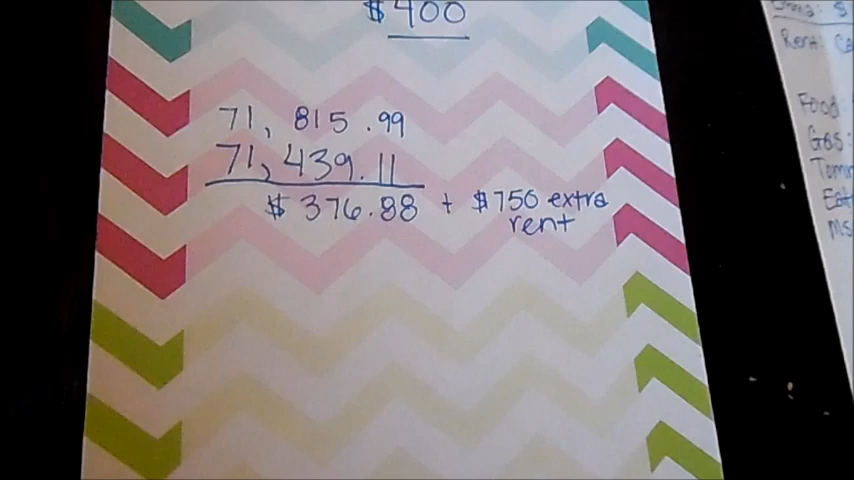 $400
71, 815.99
71, 439.11
$ 376.88 + $750 extra
rent
Rent:
Food:
Gas: